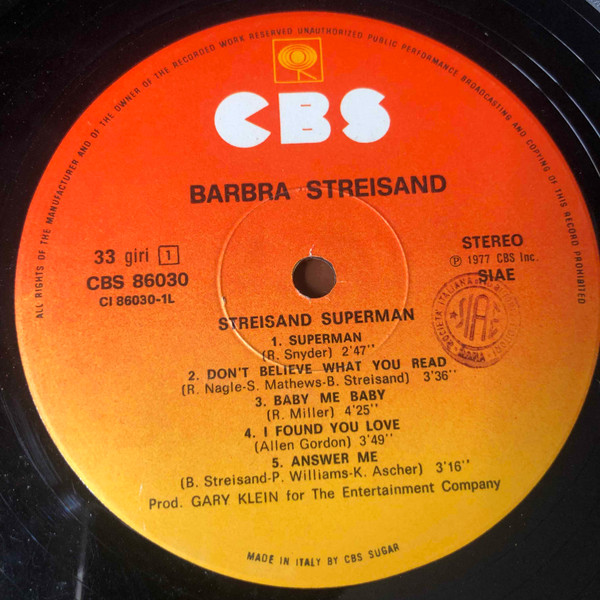 ALL RIGHTS OF THE MANUFACTURER AND OF THE OWNER OF THE RECORDED WORK RESERVED UNAUTHORIZED PUBLIC PERFORMANCE BROADCASTING AND COPYING OF THIS RECORD PROHIBITED
CBS
BARBRA STREISAND
33 giri 1
CBS 86030
CI 86030-1L
STEREO
℗ 1977 CBS Inc.
SIAE
SOCIETÀ ITALIANA
SIAE
STREISAND SUPERMAN
1. SUPERMAN
(R. Snyder) 2'47''
2. DON'T BELIEVE WHAT YOU READ
(R. Nagle-S. Mathews-B. Streisand) 3'36''
3. BABY ME BABY
(R. Miller) 4'25''
4. I FOUND YOU LOVE
(Allen Gordon) 3'49''
5. ANSWER ME
(B. Streisand-P. Williams-K. Ascher) 3'16''
Prod. GARY KLEIN for The Entertainment Company
MADE IN ITALY BY CBS SUGAR